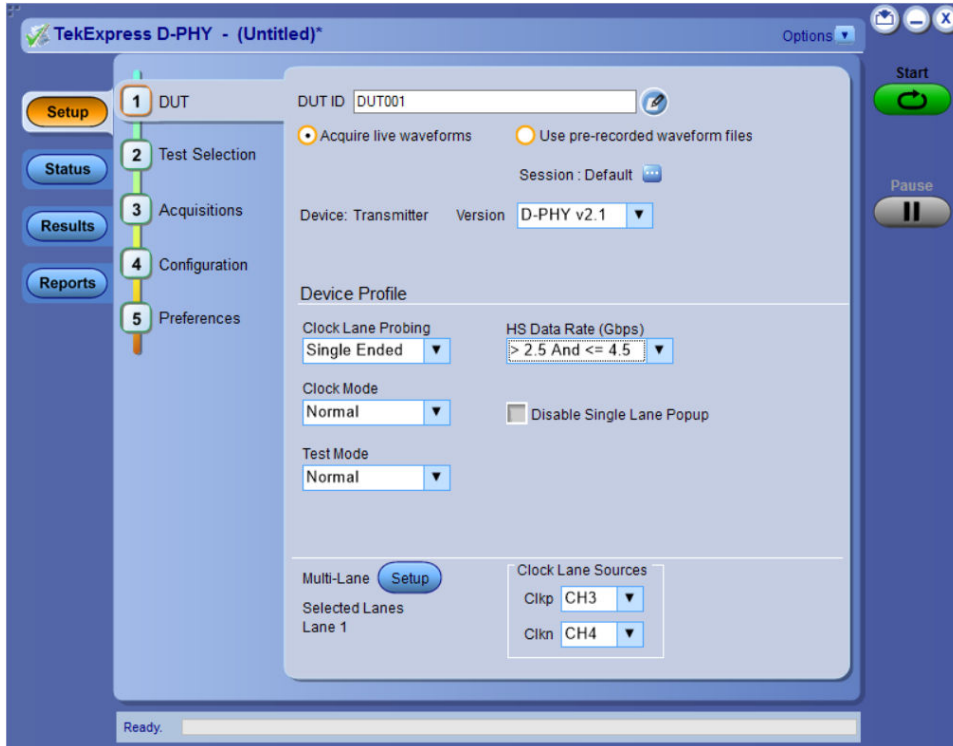 TekExpress D-PHY - (Untitled)*
Options
X
Setup
Status
Results
Reports
1 DUT
2 Test Selection
3 Acquisitions
4 Configuration
5 Preferences
DUT ID DUT001
Acquire live waveforms Use pre-recorded waveform files
Session : Default ...
Device: Transmitter Version D-PHY v2.1
Device Profile
Clock Lane Probing HS Data Rate (Gbps)
Single Ended > 2.5 And <= 4.5
Clock Mode
Normal Disable Single Lane Popup
Test Mode
Normal
Multi-Lane Setup Clock Lane Sources
Selected Lanes Clkp CH3
Lane 1 Clkn CH4
Start
Pause
Ready.